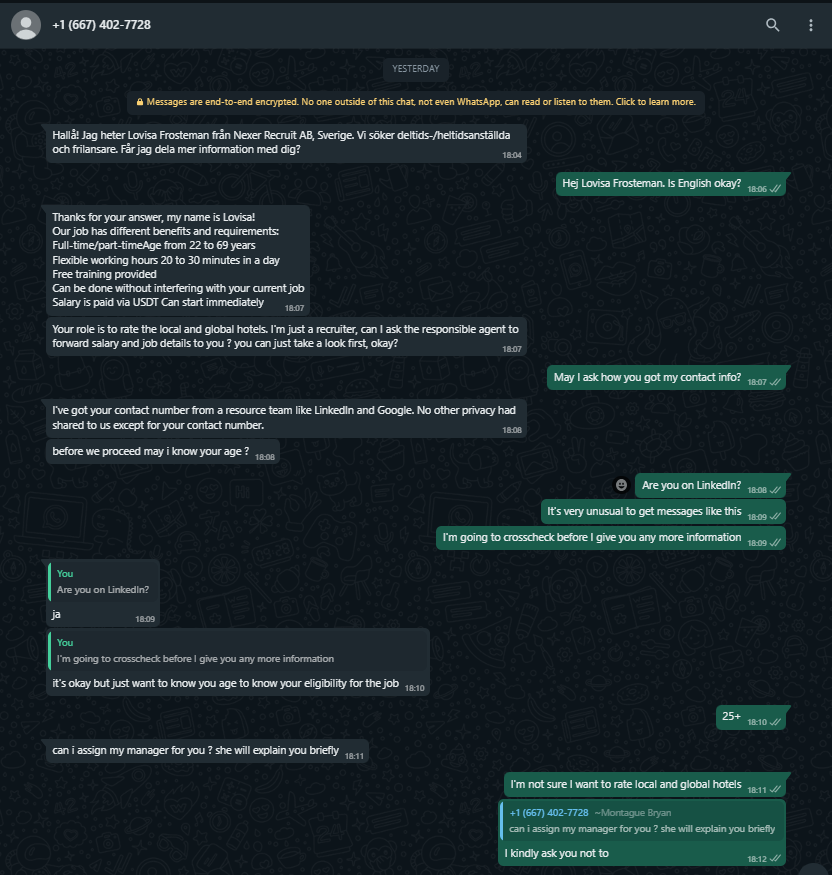 +1 (667) 402-7728
YESTERDAY
Messages are end-to-end encrypted. No one outside of this chat, not even WhatsApp, can read or listen to them. Click to learn more.
Hallå! Jag heter Lovisa Frosteman från Nexer Recruit AB, Sverige. Vi söker deltids-/heltidsanställda
och frilansare. Får jag dela mer information med dig?
18:04
Hej Lovisa Frosteman. Is English okay?
18:06
Thanks for your answer, my name is Lovisa!
Our job has different benefits and requirements:
Full-time/part-timeAge from 22 to 69 years
Flexible working hours 20 to 30 minutes in a day
Free training provided
Can be done without interfering with your current job
Salary is paid via USDT Can start immediately
18:07
Your role is to rate the local and global hotels. I'm just a recruiter, can I ask the responsible agent to
forward salary and job details to you ? you can just take a look first, okay?
18:07
May I ask how you got my contact info?
18:07
I've got your contact number from a resource team like LinkedIn and Google. No other privacy had
shared to us except for your contact number.
18:08
before we proceed may i know your age ?
18:08
Are you on LinkedIn?
18:08
It's very unusual to get messages like this
18:09
I'm going to crosscheck before I give you any more information
18:09
You
Are you on LinkedIn?
ja
18:09
You
I'm going to crosscheck before I give you any more information
it's okay but just want to know you age to know your eligibility for the job
18:10
25+
18:10
can i assign my manager for you ? she will explain you briefly
18:11
I'm not sure I want to rate local and global hotels
18:11
+1 (667) 402-7728 ~Montague Bryan
can i assign my manager for you ? she will explain you briefly
I kindly ask you not to
18:12